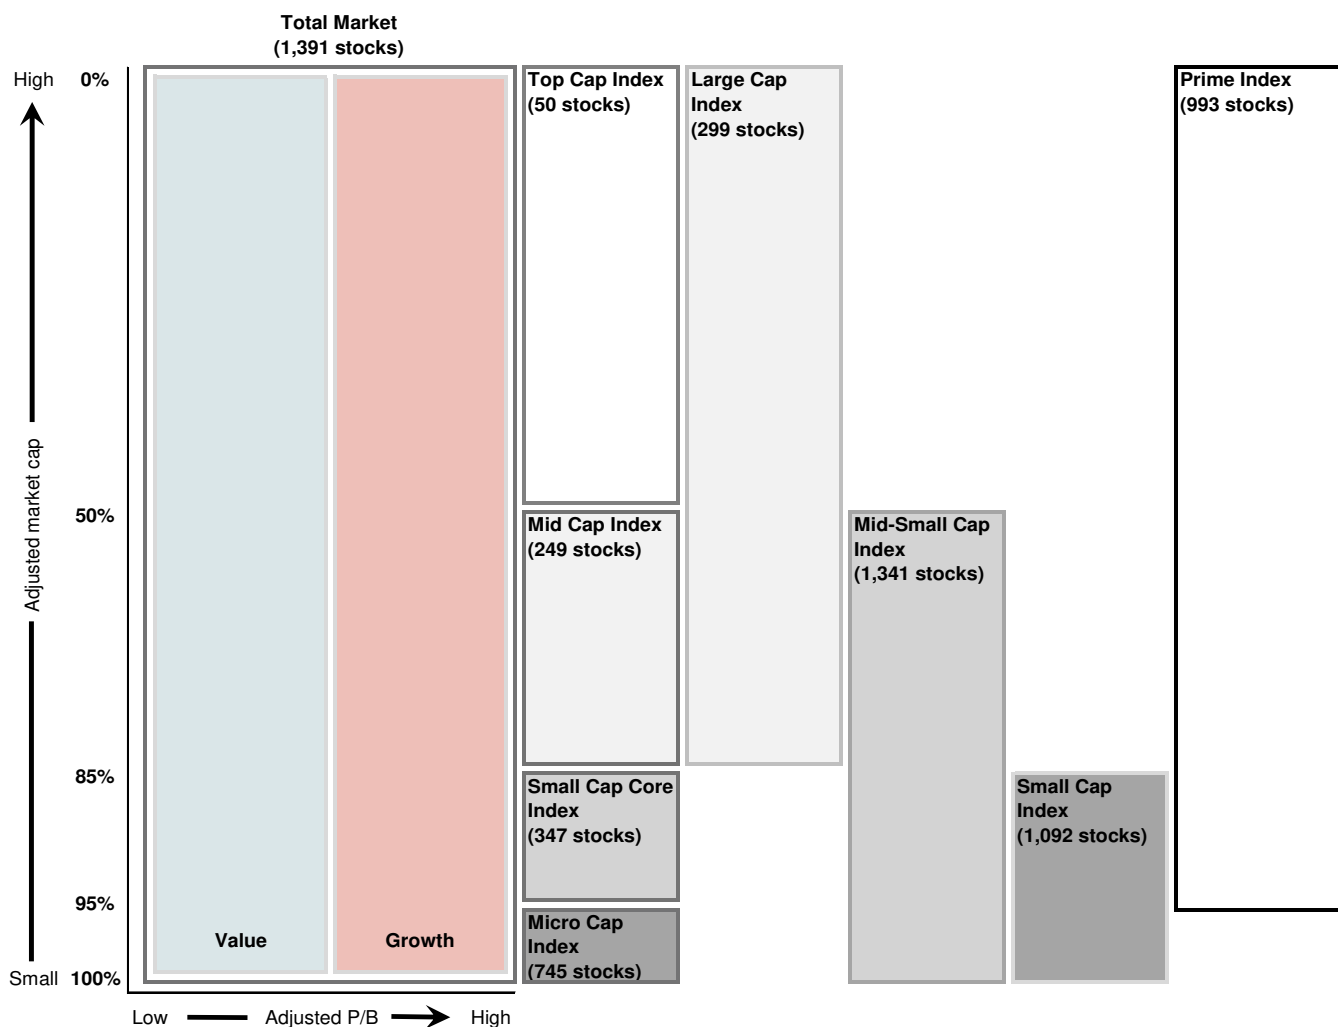 Total Market
(1,391 stocks)
High
0%
Top Cap Index
(50 stocks)
Large Cap
Index
(299 stocks)
Prime Index
(993 stocks)
Adjusted market cap
50%
Mid Cap Index
(249 stocks)
Mid-Small Cap
Index
(1,341 stocks)
85%
Small Cap Core
Index
(347 stocks)
Small Cap
Index
(1,092 stocks)
95%
Value
Growth
Micro Cap
Index
(745 stocks)
Small
100%
Low
Adjusted P/B
High